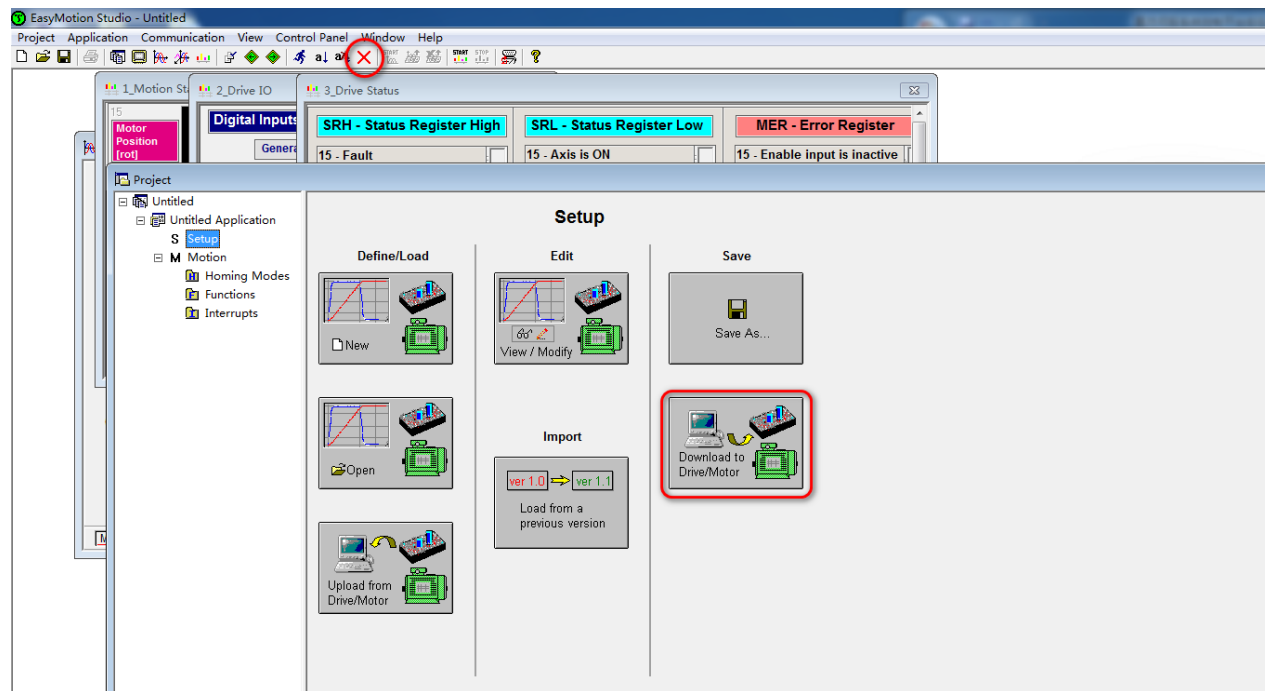 EasyMotion Studio - Untitled
Project Application Communication View Control Panel Window Help
1_Motion St
2_Drive IO
3_Drive Status
15
Motor
Position
[rot]
Digital Inputs
Genera
SRH - Status Register High
SRL - Status Register Low
MER - Error Register
15 - Fault
15 - Axis is ON
15 - Enable input is inactive
Project
Untitled
Untitled Application
S Setup
M Motion
Homing Modes
Functions
Interrupts
Setup
Define/Load
Edit
Save
New
View / Modify
Save As...
Open
Import
Download to
Drive/Motor
ver 1.0
ver 1.1
Load from a
previous version
Upload from
Drive/Motor